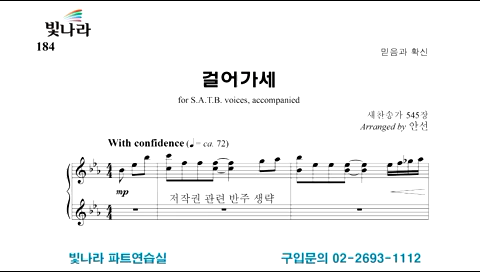 빛나라
184
믿음과 확신
걸어가세
for S.A.T.B. voices, accompanied
새찬송가 545장
Arranged by 안선
With confidence (♩ = ca. 72)
mp
저작권 관련 반주 생략
빛나라 파트연습실
구입문의 02-2693-1112